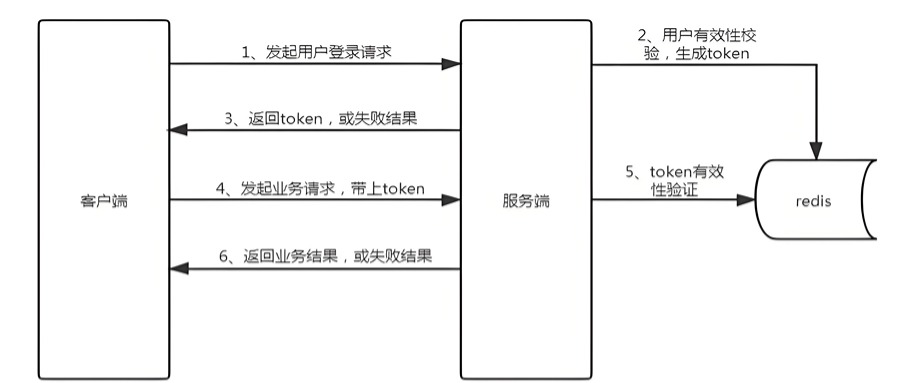 1、发起用户登录请求
2、用户有效性校
验，生成token
3、返回token，或失败结果
4、发起业务请求，带上token
5、token有效
性验证
客户端
服务端
redis
6、返回业务结果，或失败结果